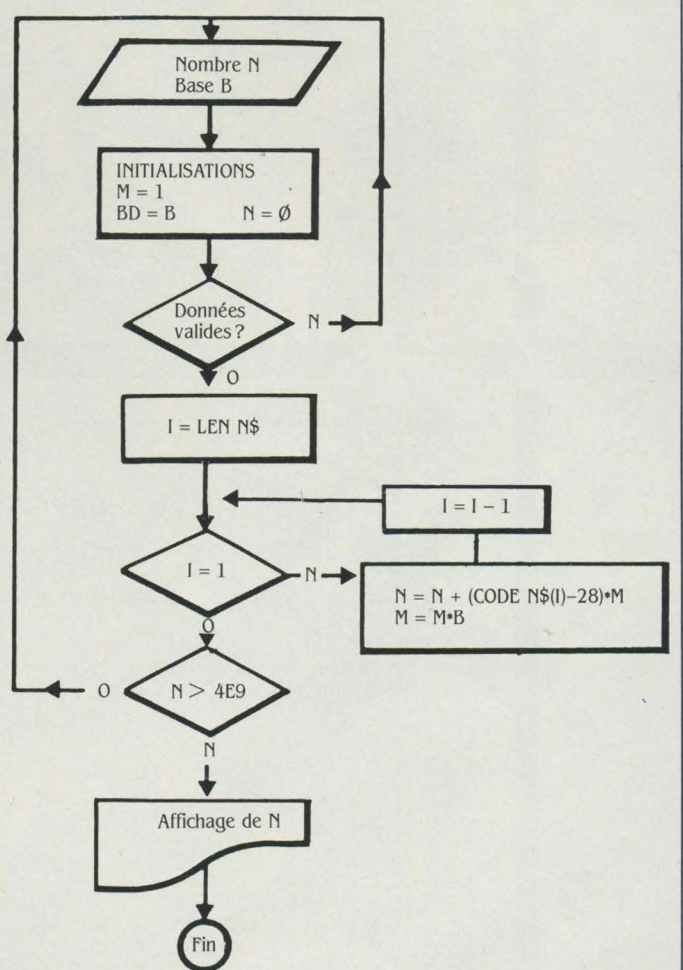 Nombre N
Base B
INITIALISATIONS
M = 1
BD = B N = Ø
Données
valides ?
N
O
I = LEN N$
I = I – 1
I = 1
N
N = N + (CODE N$(I)–28)*M
M = M*B
O
O
N > 4E9
N
Affichage de N
Fin